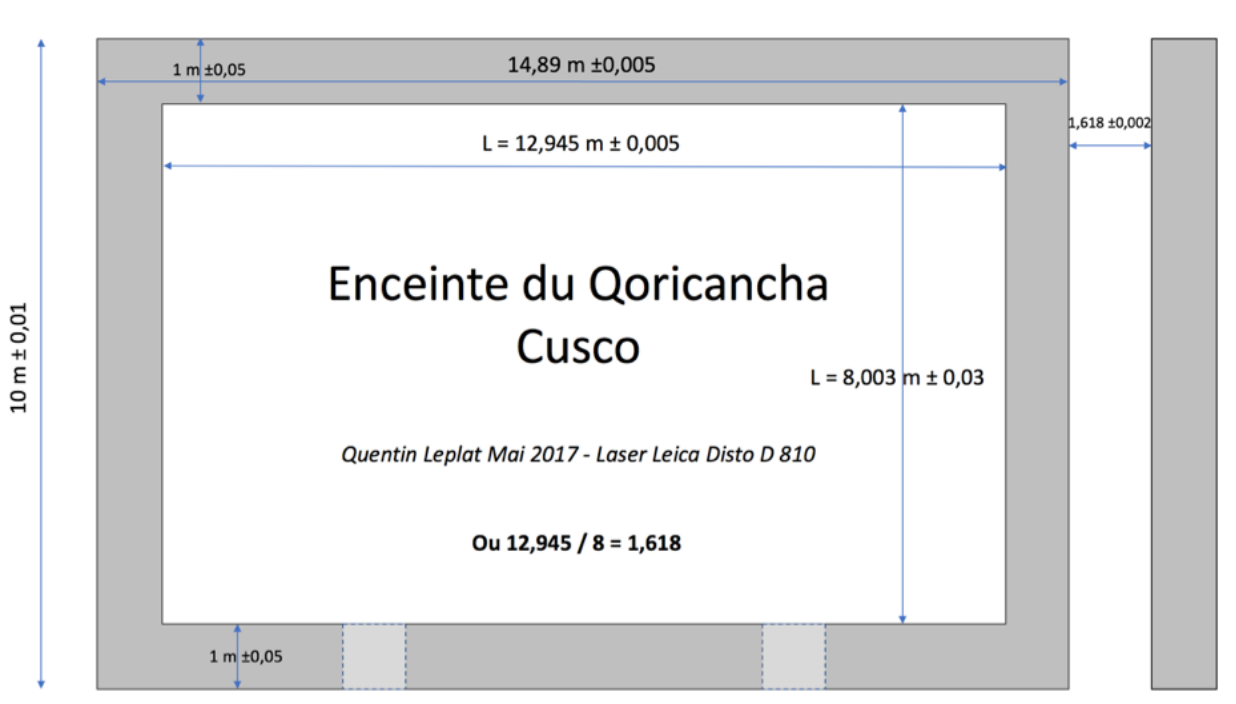 14,89 m ±0,005
1 m ±0,05
1,618 ±0,002
L = 12,945 m ± 0,005
Enceinte du Qoricancha
Cusco
10 m ± 0,01
L = 8,003 m ± 0,03
Quentin Leplat Mai 2017 - Laser Leica Disto D 810
Ou 12,945 / 8 = 1,618
1 m ±0,05